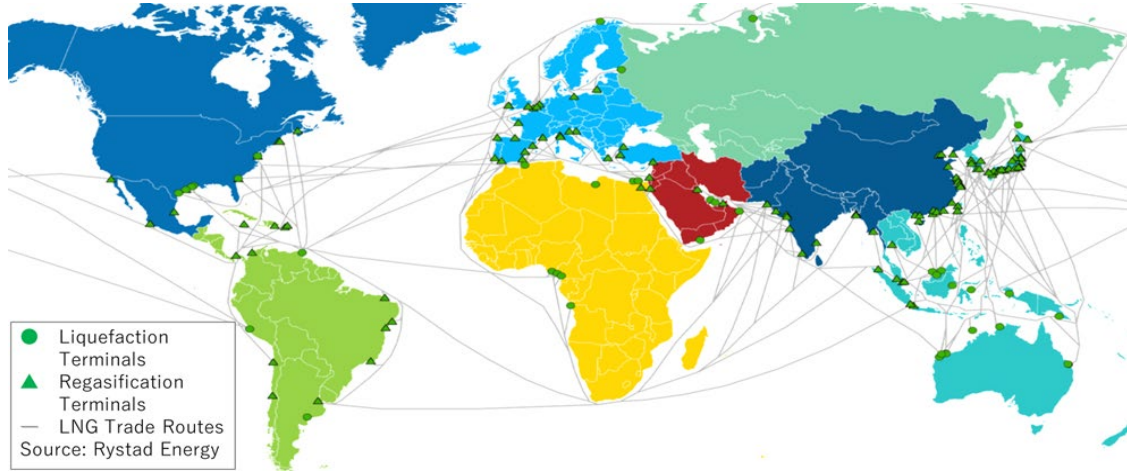 Liquefaction
Terminals
Regasification
Terminals
LNG Trade Routes
Source: Rystad Energy